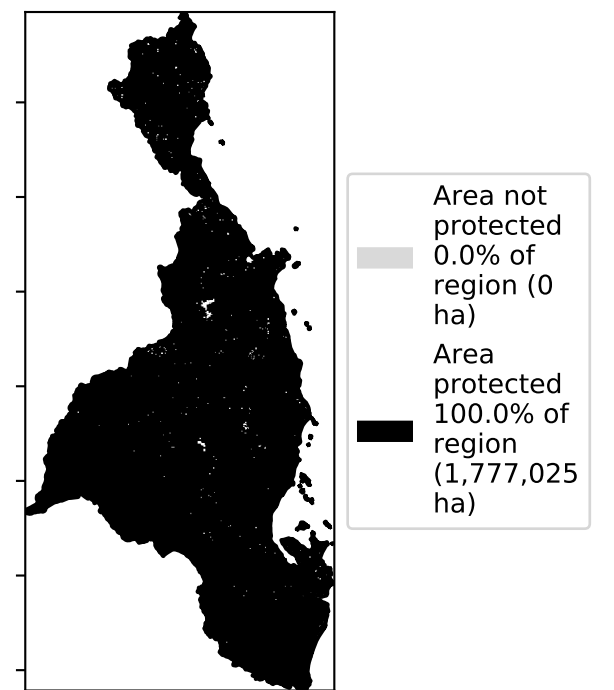 Area not
protected
0.0% of
region (0
ha)
Area
protected
100.0% of
region
(1,777,025
ha)